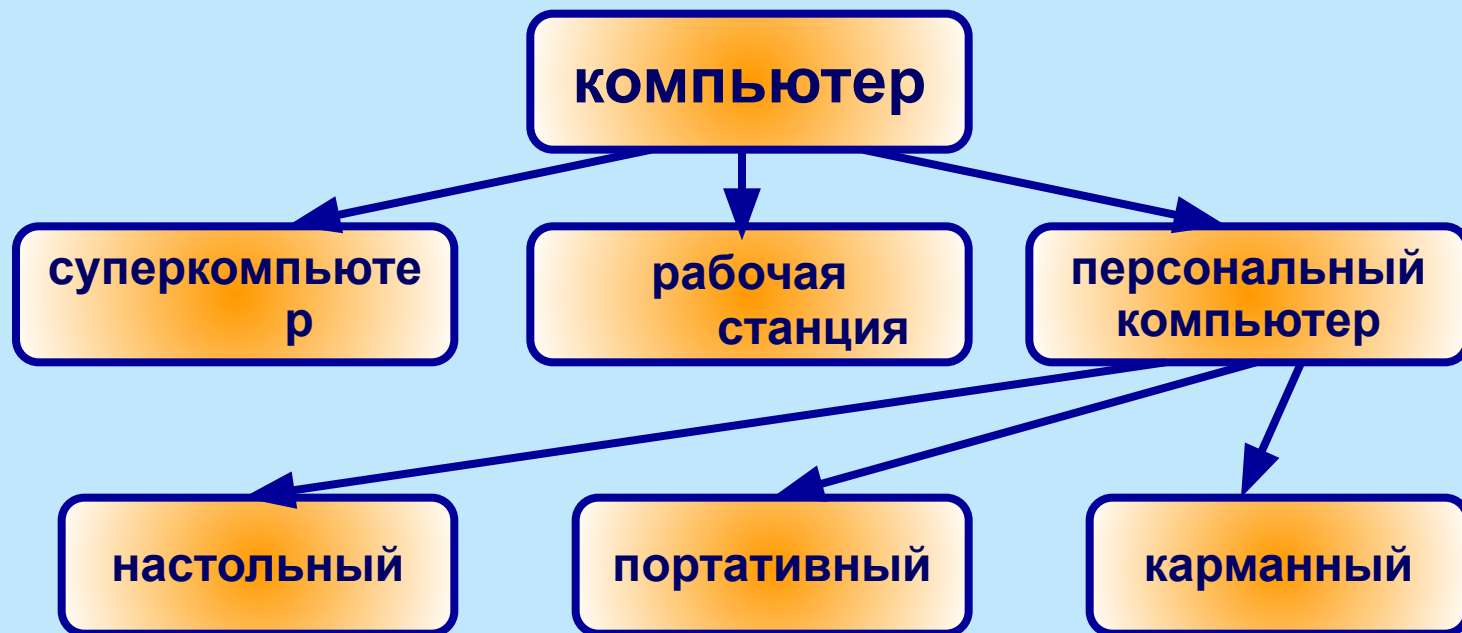 компьютер
суперкомпьюте
р
рабочая
станция
персональный
компьютер
настольный
портативный
карманный